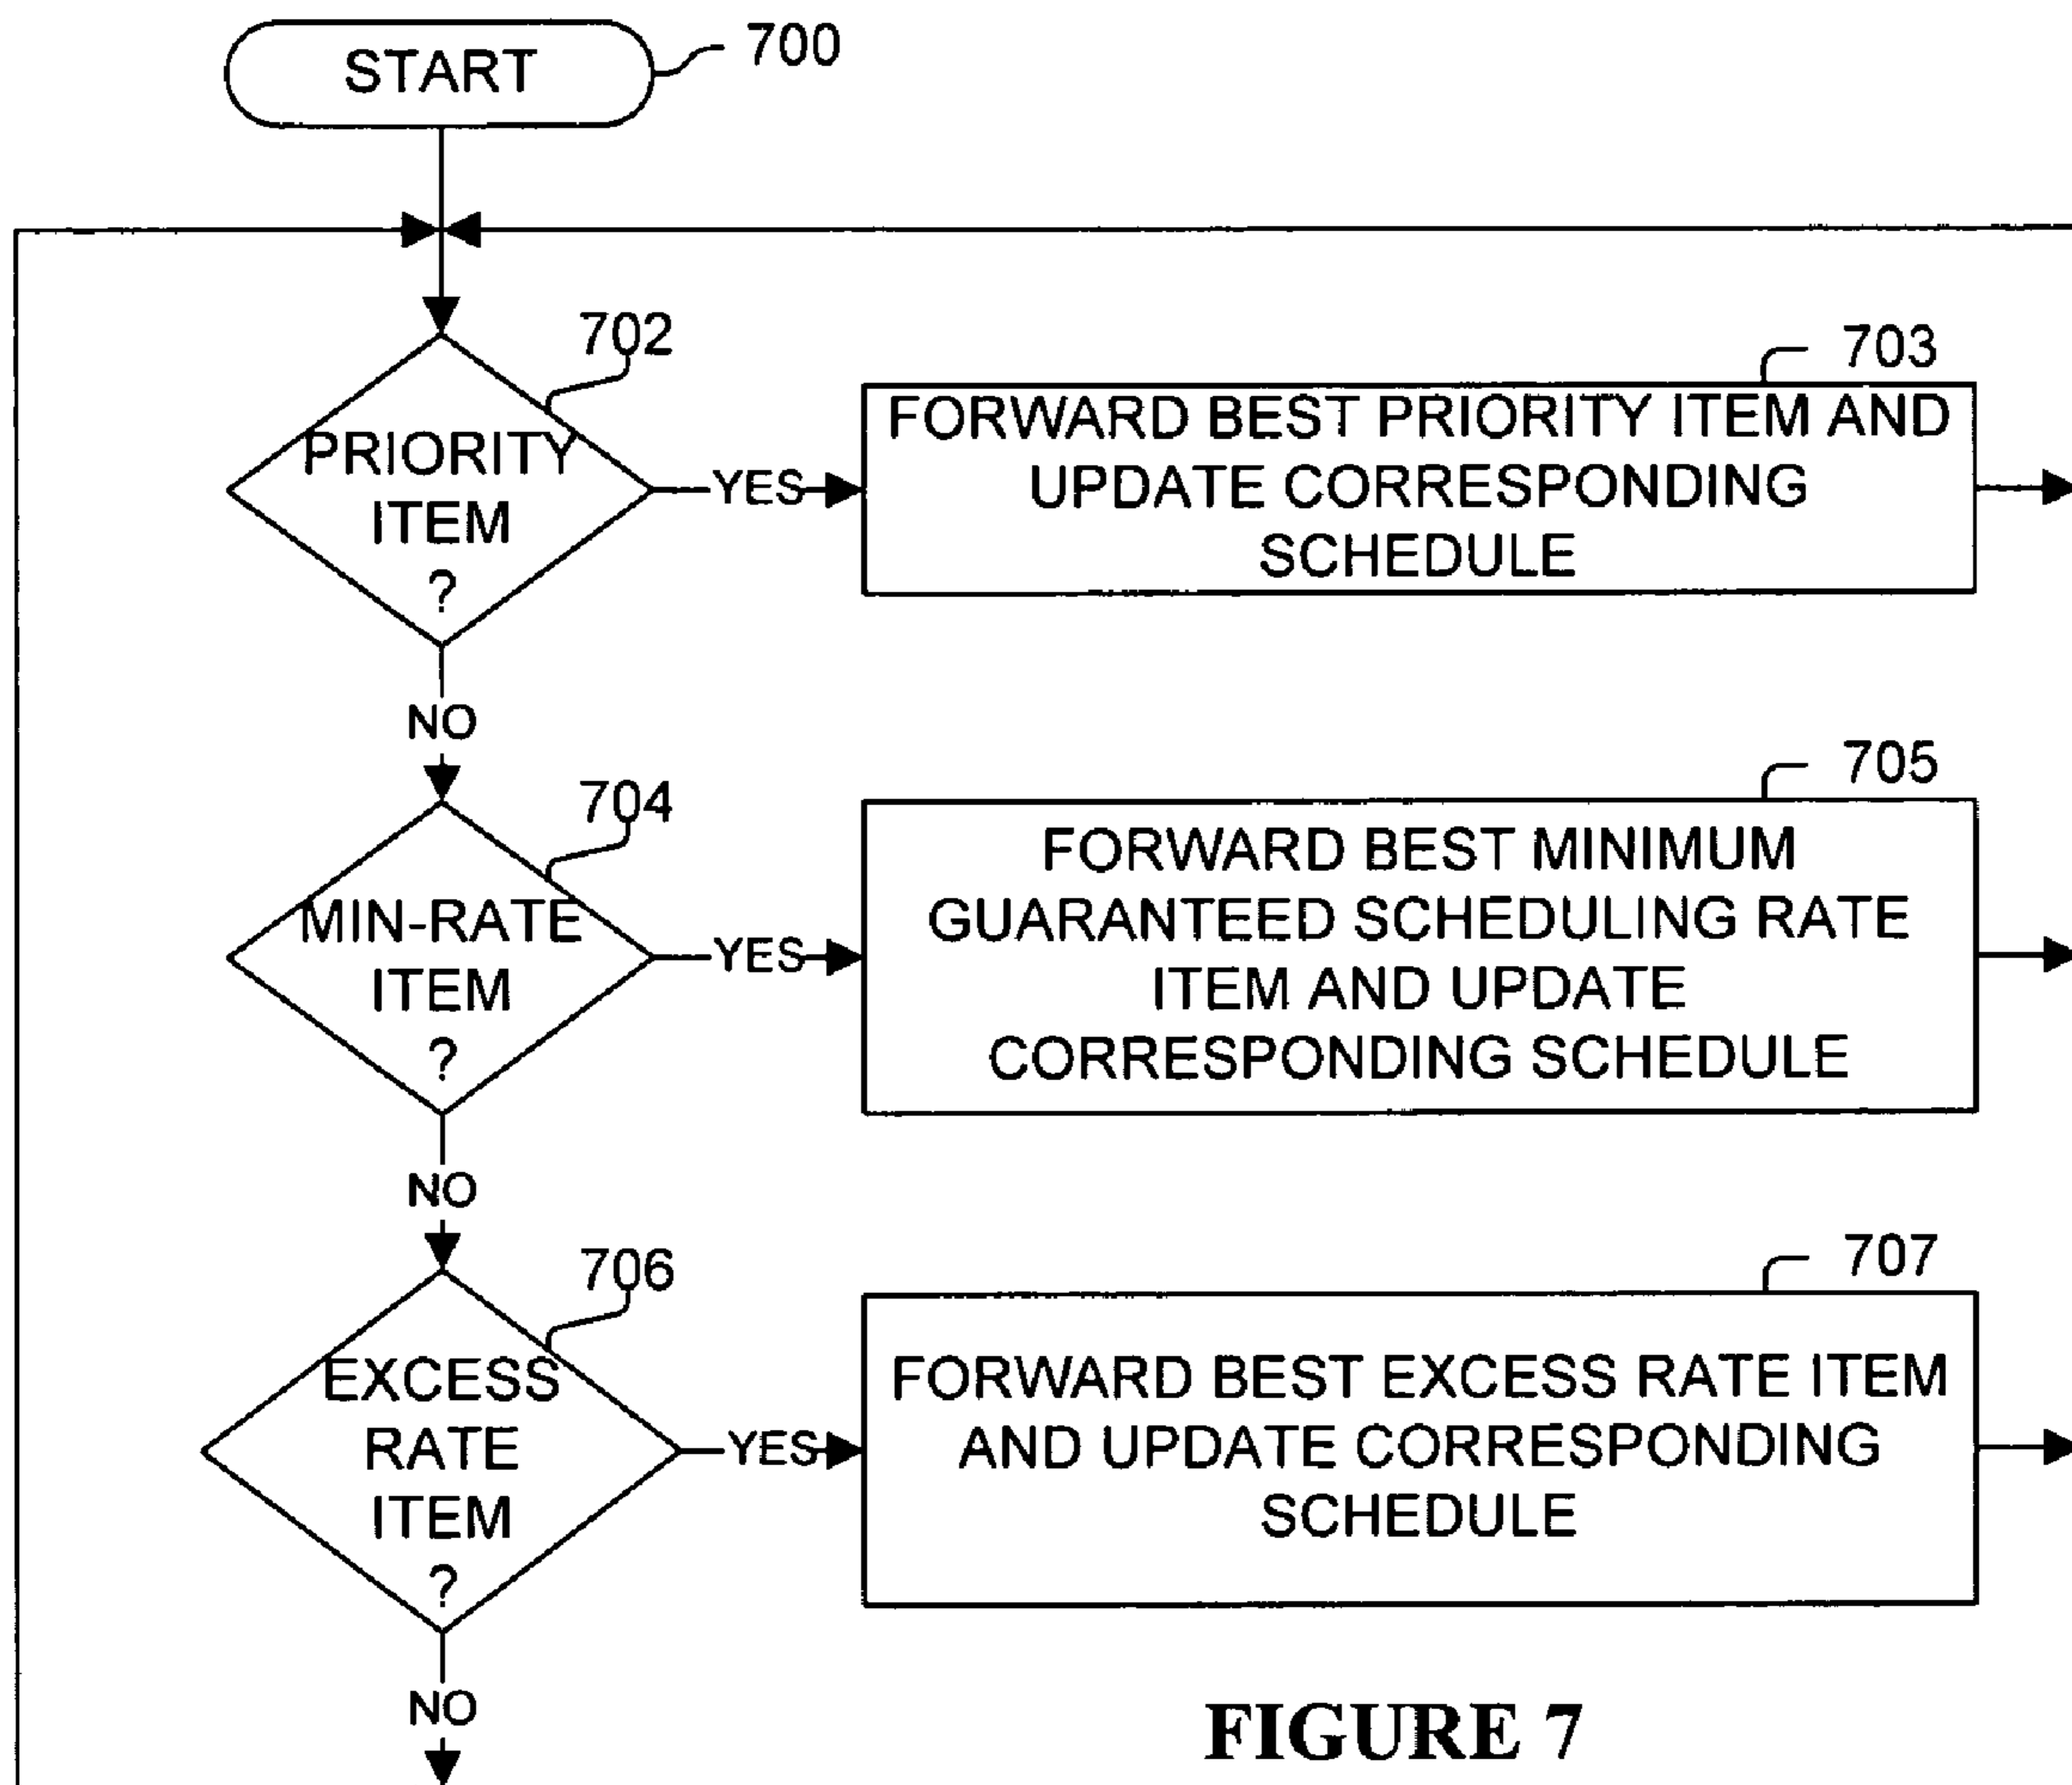 START
700
702
PRIORITY
ITEM
?
YES
703
FORWARD BEST PRIORITY ITEM AND
UPDATE CORRESPONDING
SCHEDULE
NO
704
MIN-RATE
ITEM
?
YES
705
FORWARD BEST MINIMUM
GUARANTEED SCHEDULING RATE
ITEM AND UPDATE
CORRESPONDING SCHEDULE
NO
706
EXCESS
RATE
ITEM
?
YES
707
FORWARD BEST EXCESS RATE ITEM
AND UPDATE CORRESPONDING
SCHEDULE
NO
FIGURE 7